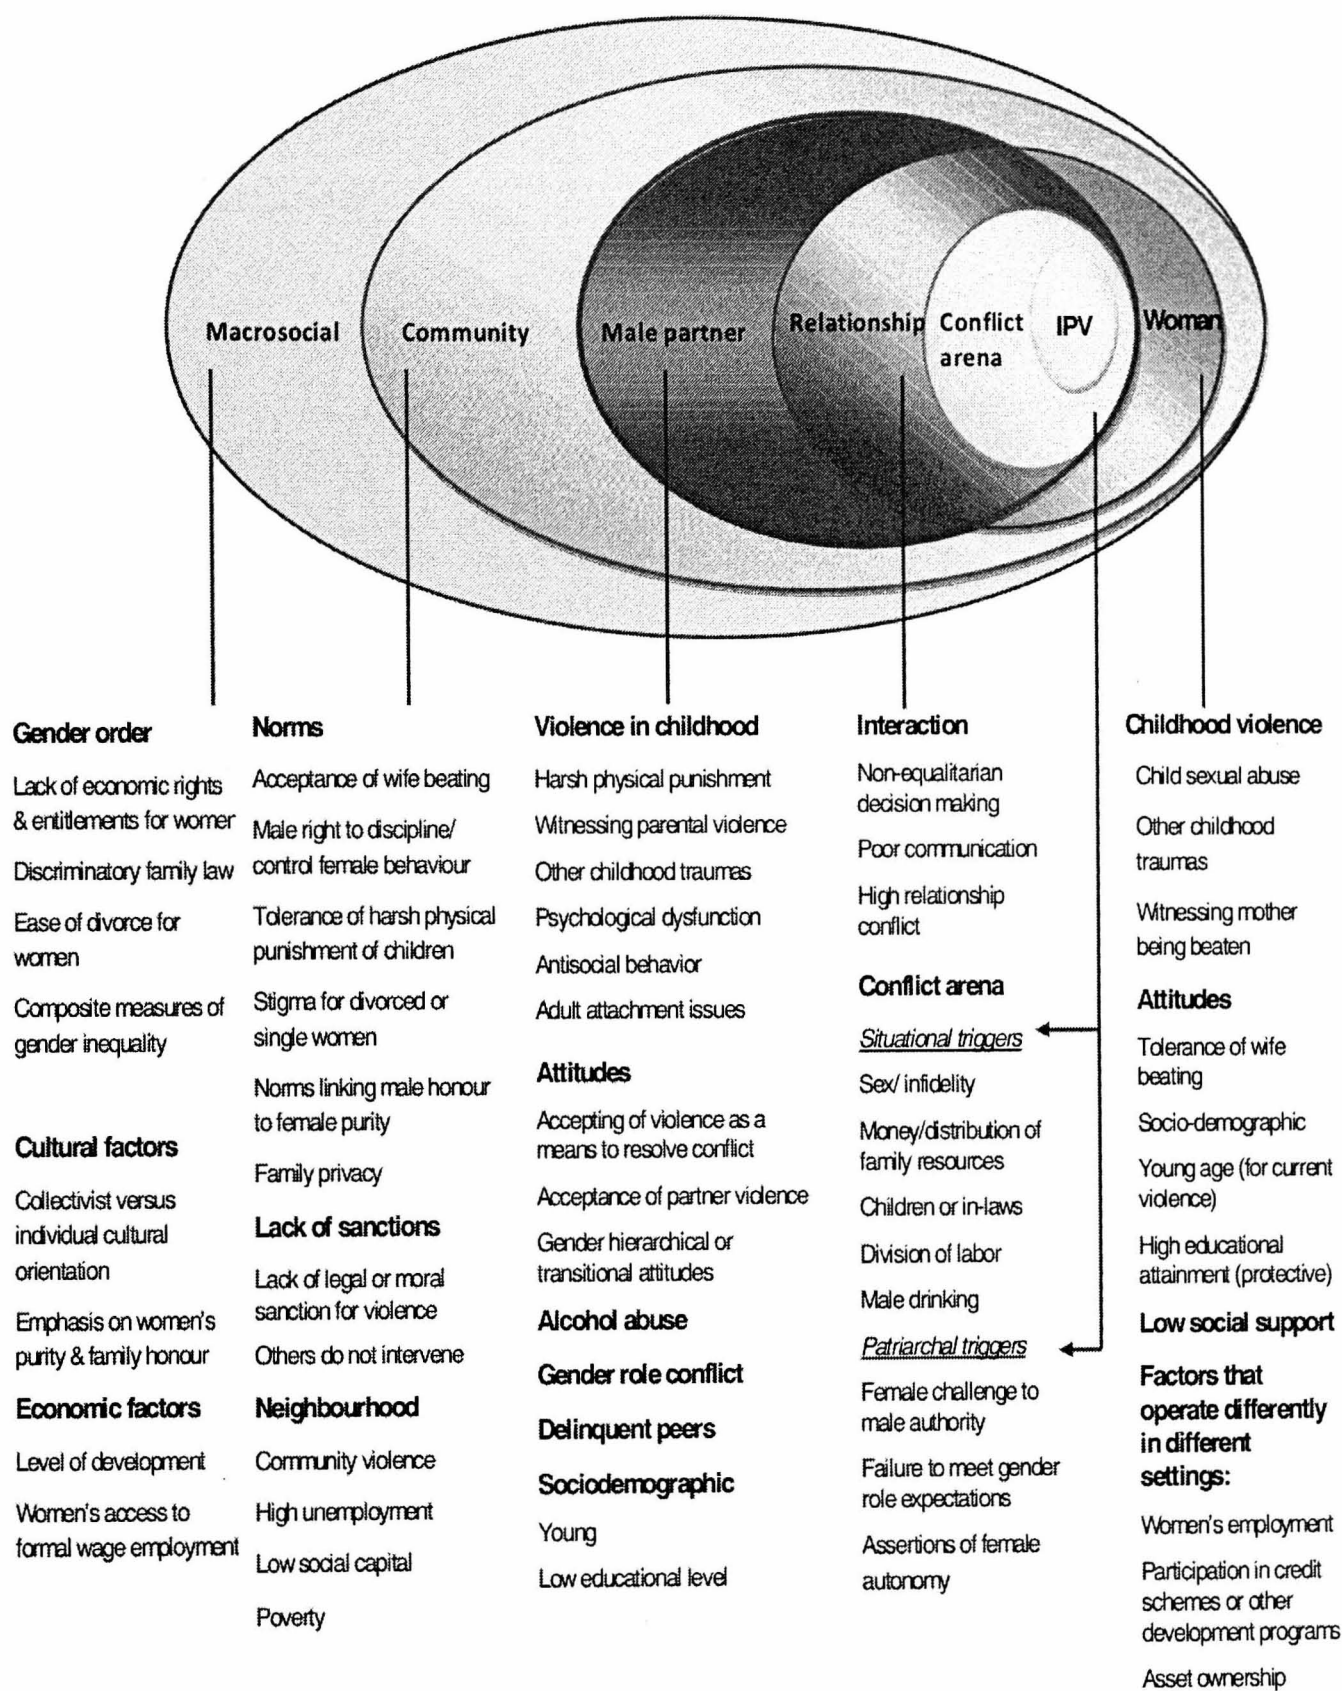 Macrosocial
Community
Male partner
Relationship
Conflict
arena
IPV
Woman
Gender order
Lack of economic rights
& entitlements for womer
Discriminatory family law
Ease of divorce for
women
Composite measures of
gender inequality
Cultural factors
Collectivist versus
individual cultural
orientation
Emphasis on women's
purity & family honour
Economic factors
Level of development
Women's access to
formal wage employment
Norms
Acceptance of wife beating
Male right to discipline/
control female behaviour
Tolerance of harsh physical
punishment of children
Stigma for divorced or
single women
Norms linking male honour
to female purity
Family privacy
Lack of sanctions
Lack of legal or moral
sanction for violence
Others do not intervene
Neighbourhood
Community violence
High unemployment
Low social capital
Poverty
Violence in childhood
Harsh physical punishment
Witnessing parental violence
Other childhood traumas
Psychological dysfunction
Antisocial behavior
Adult attachment issues
Attitudes
Accepting of violence as a
means to resolve conflict
Acceptance of partner violence
Gender hierarchical or
transitional attitudes
Alcohol abuse
Gender role conflict
Delinquent peers
Sociodemographic
Young
Low educational level
Interaction
Non-equalitarian
decision making
Poor communication
High relationship
conflict
Conflict arena
Situational triggers
Sex/ infidelity
Money/distribution of
family resources
Children or in-laws
Division of labor
Male drinking
Patriarchal triggers
Female challenge to
male authority
Failure to meet gender
role expectations
Assertions of female
autonomy
Childhood violence
Child sexual abuse
Other childhood
traumas
Witnessing mother
being beaten
Attitudes
Tolerance of wife
beating
Socio-demographic
Young age (for current
violence)
High educational
attainment (protective)
Low social support
Factors that
operate differently
in different
settings:
Women's employment
Participation in credit
schemes or other
development programs
Asset ownership